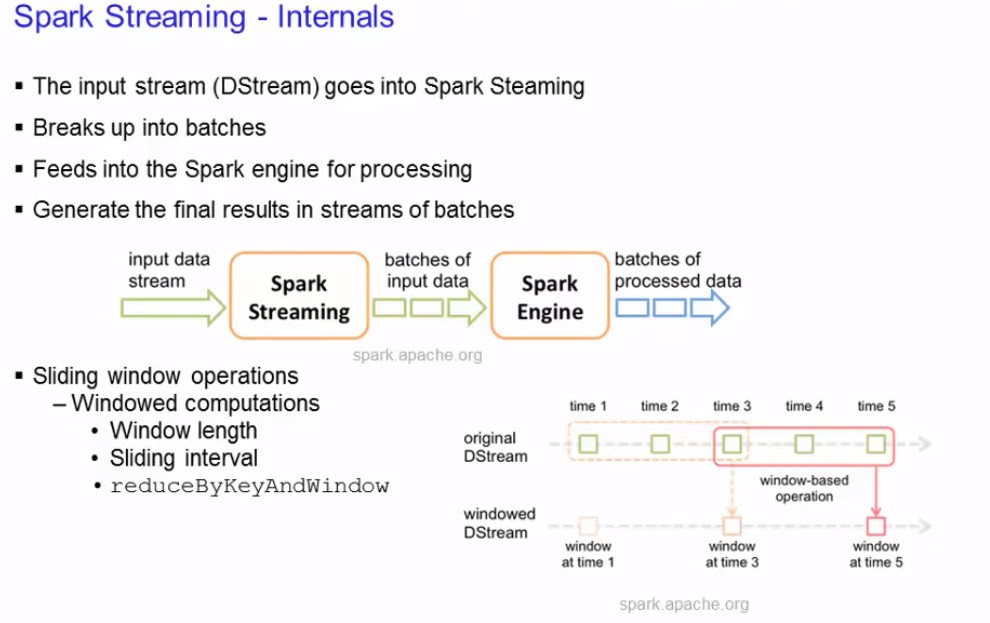 Spark Streaming - Internals
▪ The input stream (DStream) goes into Spark Steaming
▪ Breaks up into batches
▪ Feeds into the Spark engine for processing
▪ Generate the final results in streams of batches
input data
stream
Spark
Streaming
batches of
input data
Spark
Engine
batches of
processed data
spark.apache.org
▪ Sliding window operations
– Windowed computations
• Window length
• Sliding interval
• reduceByKeyAndWindow
time 1 time 2 time 3 time 4 time 5
original
DStream
window-based
operation
windowed
DStream
window
at time 1
window
at time 3
window
at time 5
spark.apache.org